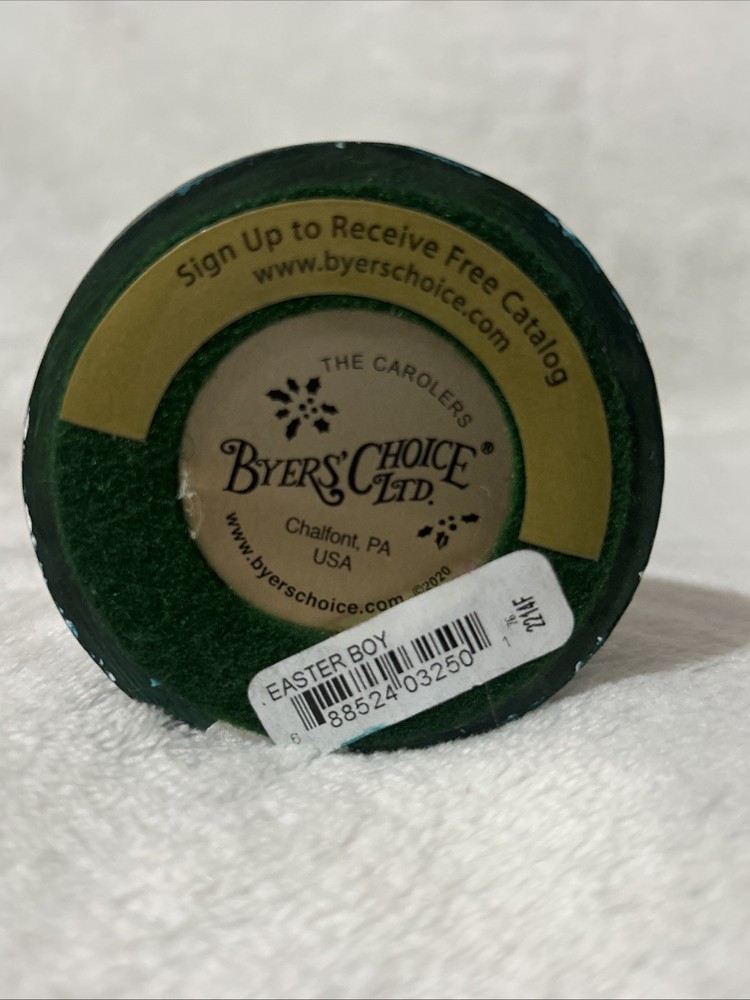 Sign Up to Receive Free Catalog
www.byerschoice.com
THE CAROLERS
BYERS' CHOICE
LTD.®
Chalfont, PA
USA
www.byerschoice.com ©2020
EASTER BOY
6 88524 03250
2214F